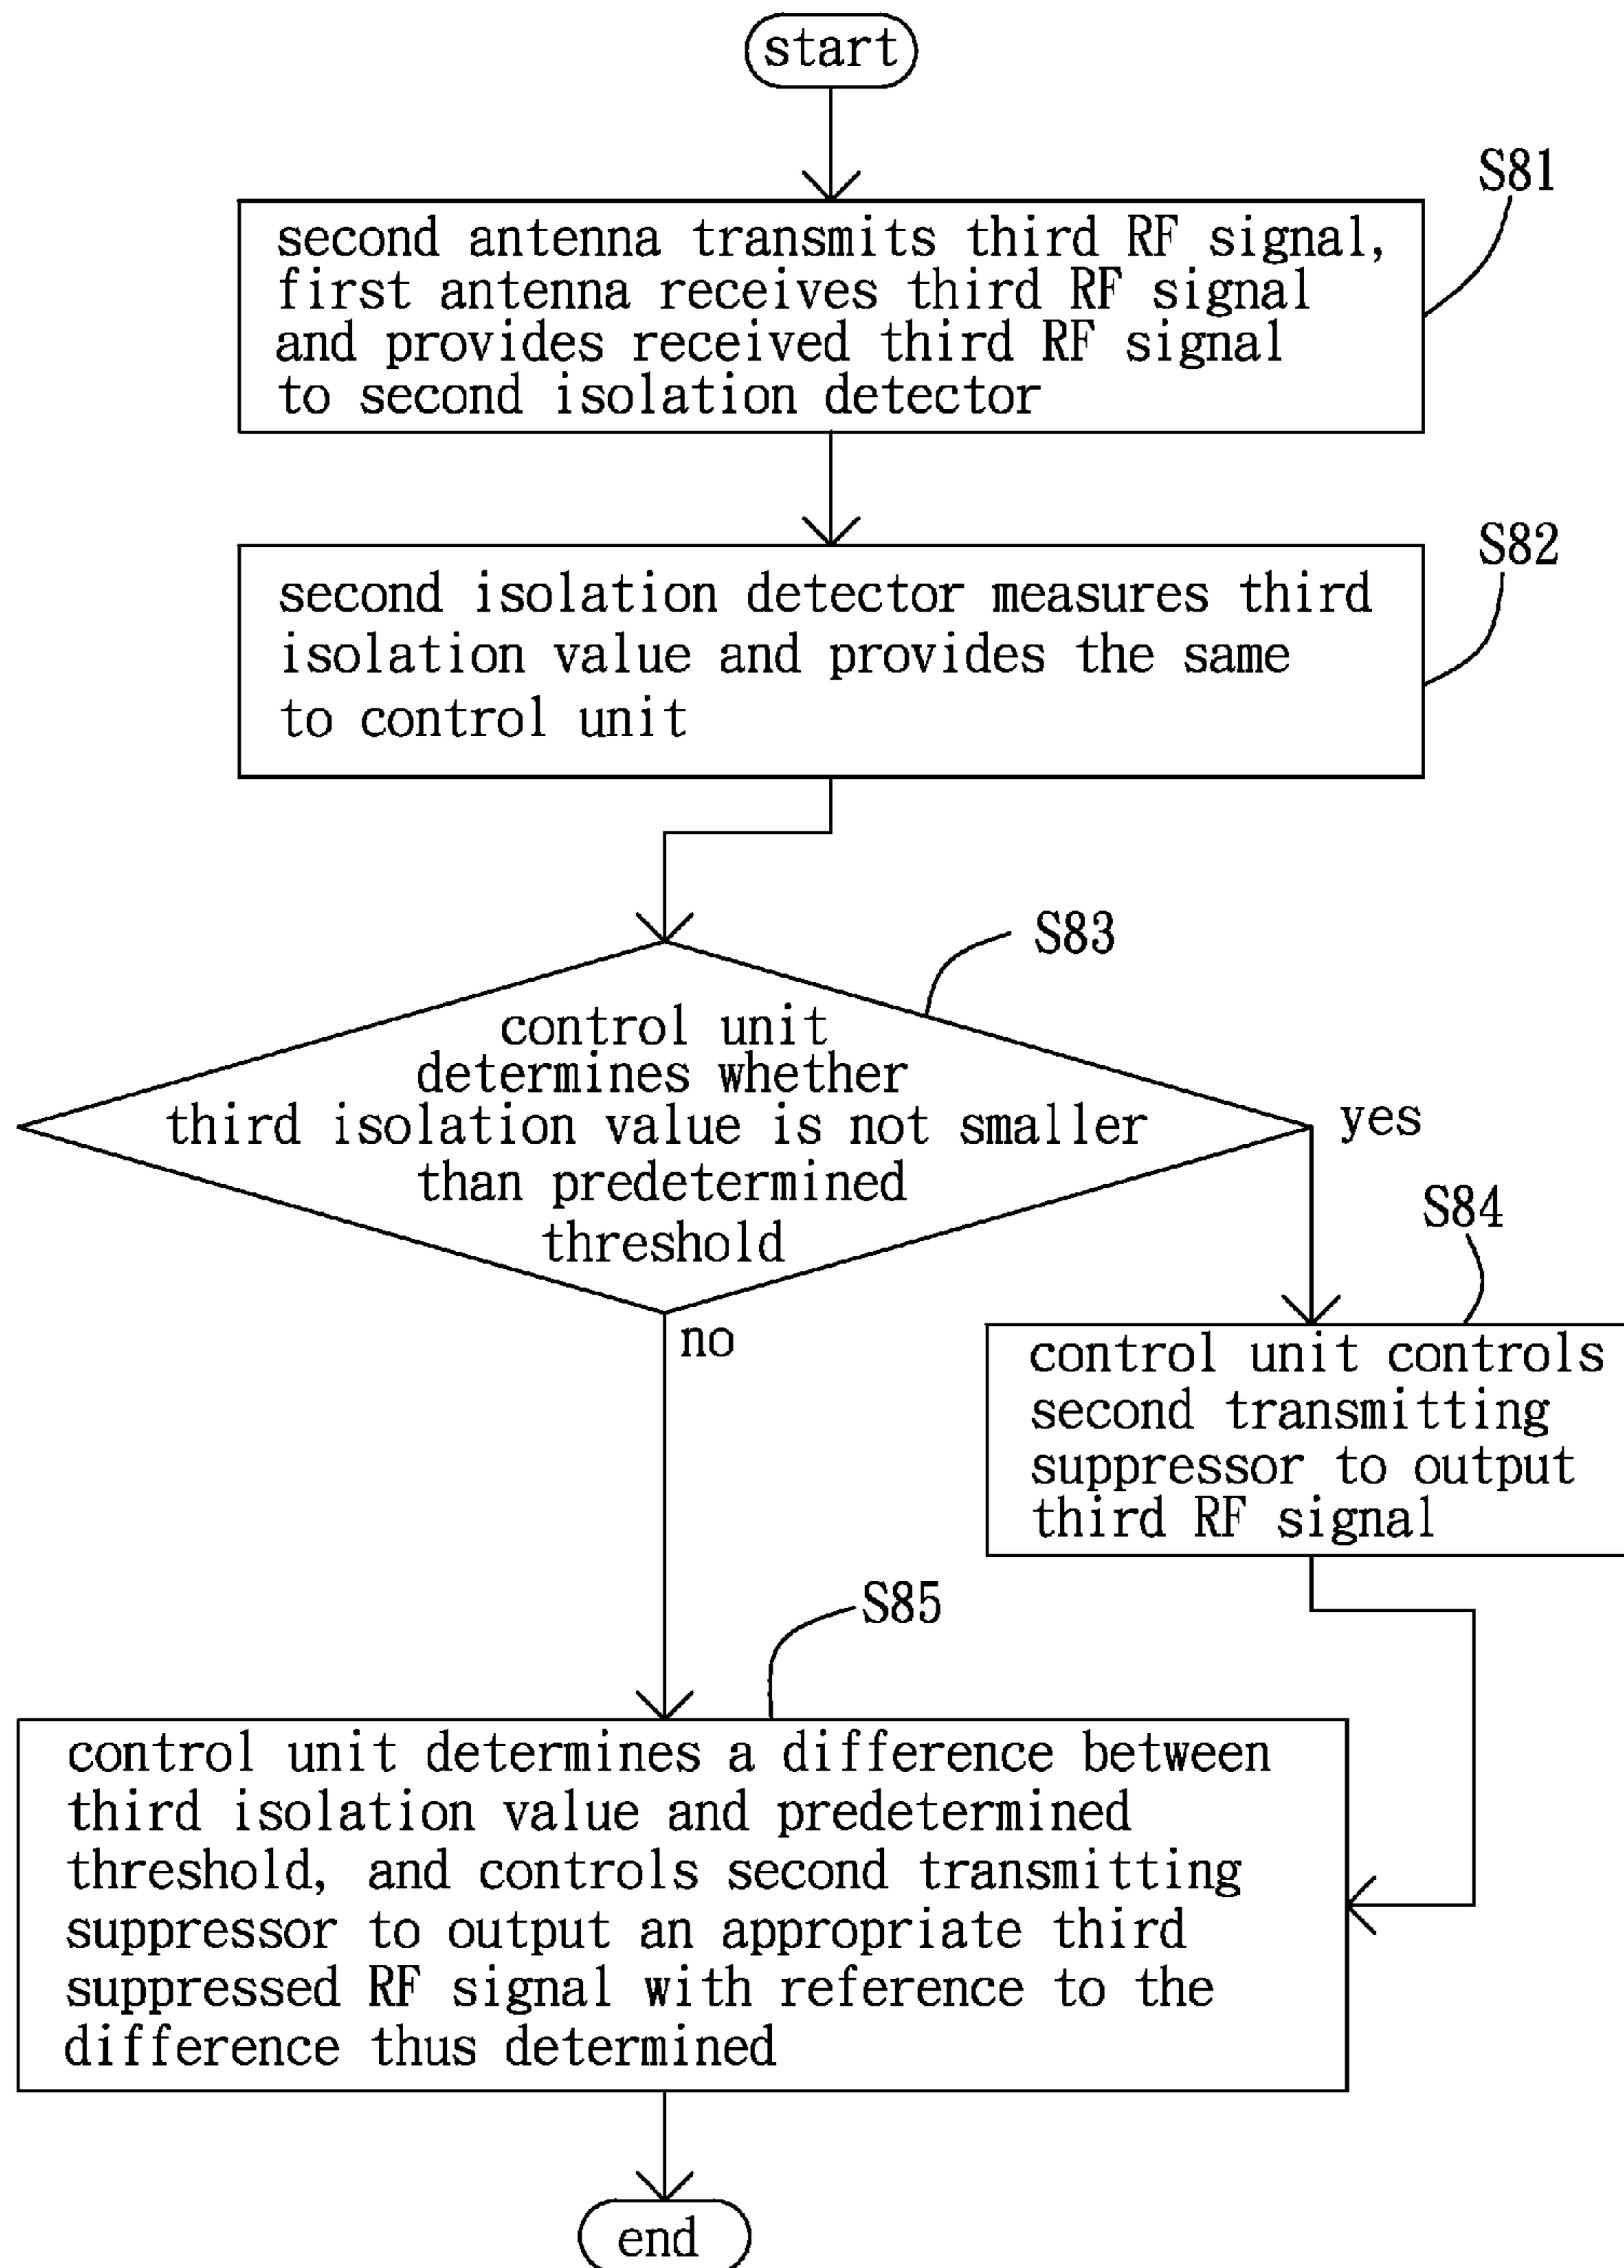 start
S81
second antenna transmits third RF signal,
first antenna receives third RF signal
and provides received third RF signal
to second isolation detector
S82
second isolation detector measures third
isolation value and provides the same
to control unit
S83
control unit
determines whether
third isolation value is not smaller
than predetermined
threshold
yes
no
S84
control unit controls
second transmitting
suppressor to output
third RF signal
S85
control unit determines a difference between
third isolation value and predetermined
threshold, and controls second transmitting
suppressor to output an appropriate third
suppressed RF signal with reference to the
difference thus determined
end